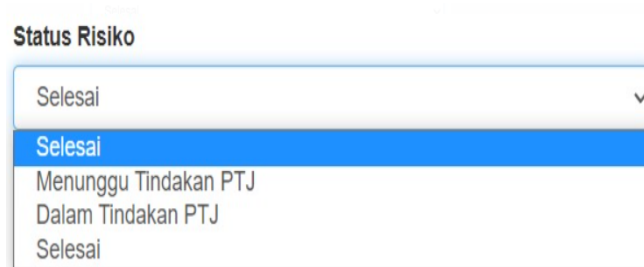 Status Risiko
Selesai
Selesai
Menunggu Tindakan PTJ
Dalam Tindakan PTJ
Selesai